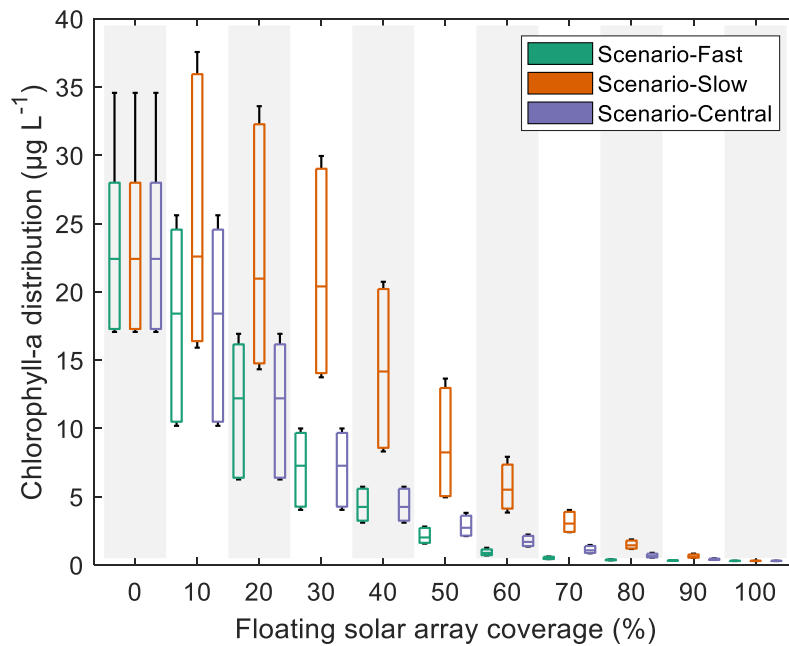 Chlorophyll-a distribution (µg L⁻¹)
40
35
30
25
20
15
10
5
0
Scenario-Fast
Scenario-Slow
Scenario-Central
0 10 20 30 40 50 60 70 80 90 100
Floating solar array coverage (%)